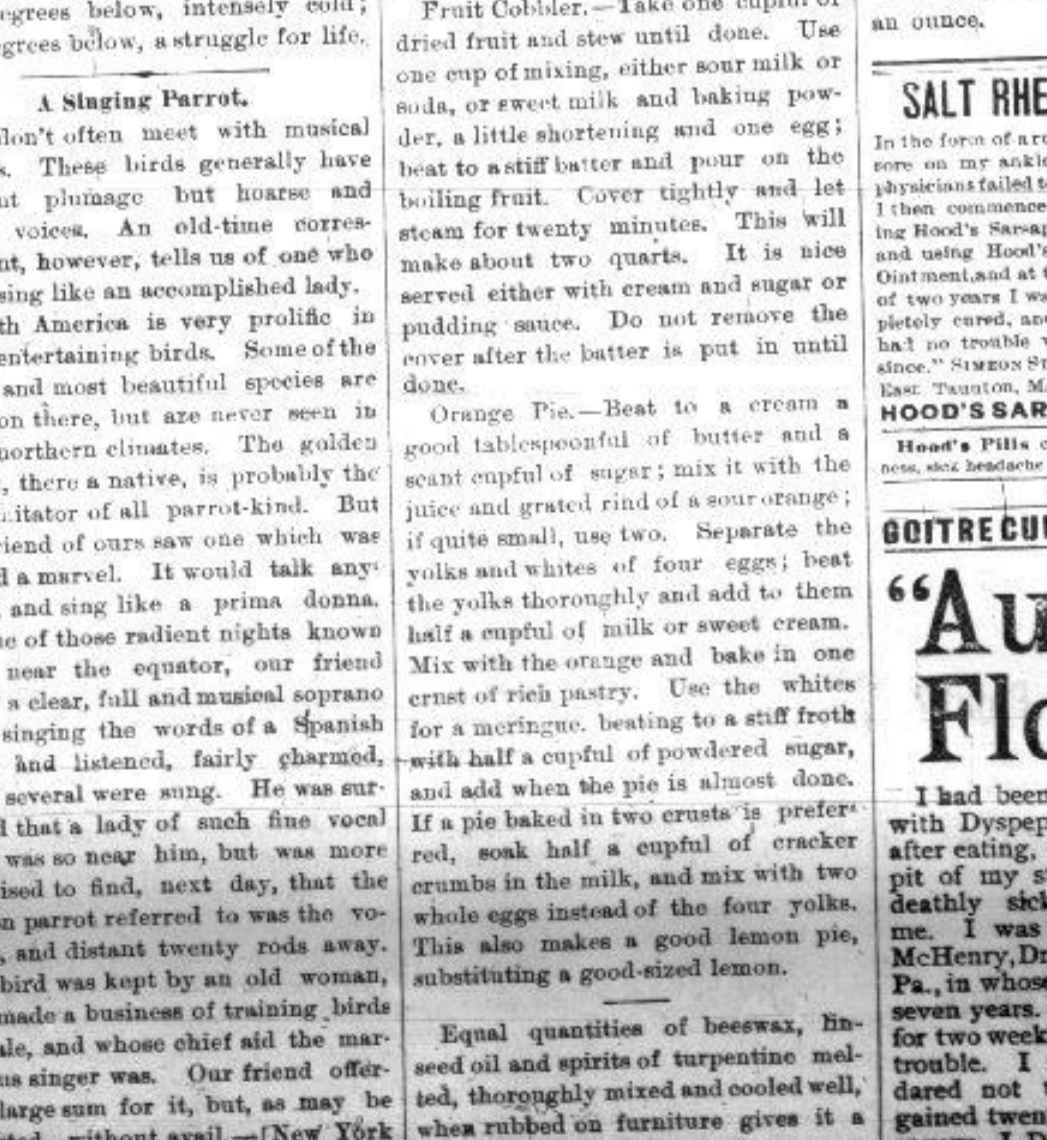 egrees below, intensely cold;
grees below, a struggle for life.
A Singing Parrot.
don't often meet with musical
s. These birds generally have
nt plumage but hoarse and
voices. An old-time corres-
nt, however, tells us of one who
sing like an accomplished lady.
th America is very prolific in
entertaining birds. Some of the
and most beautiful species are
on there, but are never seen in
northern climates. The golden
, there a native, is probably the
itator of all parrot-kind. But
riend of ours saw one which was
d a marvel. It would talk any-
, and sing like a prima donna.
ne of those radient nights known
near the equator, our friend
a clear, full and musical soprano
singing the words of a Spanish
and listened, fairly charmed,
several were sung. He was sur-
d that a lady of such fine vocal
was so near him, but was more
ised to find, next day, that the
n parrot referred to was the vo-
, and distant twenty rods away.
bird was kept by an old woman,
made a business of training birds
ale, and whose chief aid the mar-
us singer was. Our friend offer-
large sum for it, but, as may be
ted, without avail.—[New York
Fruit Cobbler.—Take one cupful of
dried fruit and stew until done. Use
one cup of mixing, either sour milk or
soda, or sweet milk and baking pow-
der, a little shortening and one egg;
beat to a stiff batter and pour on the
boiling fruit. Cover tightly and let
steam for twenty minutes. This will
make about two quarts. It is nice
served either with cream and sugar or
pudding sauce. Do not remove the
cover after the batter is put in until
done.
Orange Pie.—Beat to a cream a
good tablespoonful of butter and a
scant cupful of sugar; mix it with the
juice and grated rind of a sour orange;
if quite small, use two. Separate the
yolks and whites of four eggs; beat
the yolks thoroughly and add to them
half a cupful of milk or sweet cream.
Mix with the orange and bake in one
crust of rich pastry. Use the whites
for a meringue, beating to a stiff froth
with half a cupful of powdered sugar,
and add when the pie is almost done.
If a pie baked in two crusts is prefer-
red, soak half a cupful of cracker
crumbs in the milk, and mix with two
whole eggs instead of the four yolks.
This also makes a good lemon pie,
substituting a good-sized lemon.
Equal quantities of beeswax, lin-
seed oil and spirits of turpentine mel-
ted, thoroughly mixed and cooled well,
when rubbed on furniture gives it a
an ounce.
SALT RHE
In the form of a r
sore on my ankle
physicians failed t
I then commence
ing Hood's Sarsap
and using Hood's
Ointment, and at t
of two years I wa
pletely cured, and
had no trouble
since." SIMEON ST
East Taunton, M
HOOD'S SAR
Hood's Pills c
ness, sick headache
GOITRE CU
"Au
Flo
I had been
with Dyspep
after eating,
pit of my s
deathly sick
me. I was
McHenry, Dr
Pa., in whose
seven years.
for two week
trouble. I
dared not t
gained twen